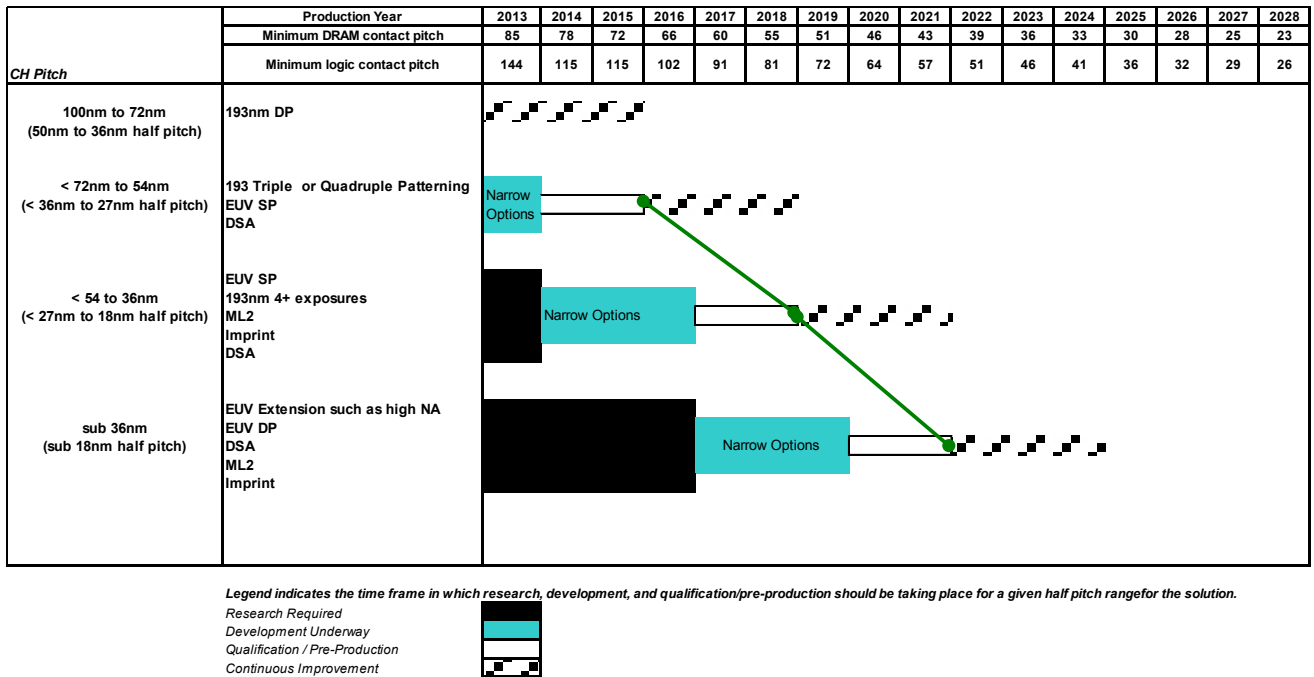 Production Year 2013 2014 2015 2016 2017 2018 2019 2020 2021 2022 2023 2024 2025 2026 2027 2028
Minimum DRAM contact pitch 85 78 72 66 60 55 51 46 43 39 36 33 30 28 25 23
CH Pitch Minimum logic contact pitch 144 115 115 102 91 81 72 64 57 51 46 41 36 32 29 26
100nm to 72nm
(50nm to 36nm half pitch)
193nm DP
< 72nm to 54nm
(< 36nm to 27nm half pitch)
193 Triple or Quadruple Patterning
EUV SP
DSA
Narrow
Options
< 54 to 36nm
(< 27nm to 18nm half pitch)
EUV SP
193nm 4+ exposures
ML2
Imprint
DSA
Narrow Options
sub 36nm
(sub 18nm half pitch)
EUV Extension such as high NA
EUV DP
DSA
ML2
Imprint
Narrow Options
Legend indicates the time frame in which research, development, and qualification/pre-production should be taking place for a given half pitch rangefor the solution.
Research Required
Development Underway
Qualification / Pre-Production
Continuous Improvement